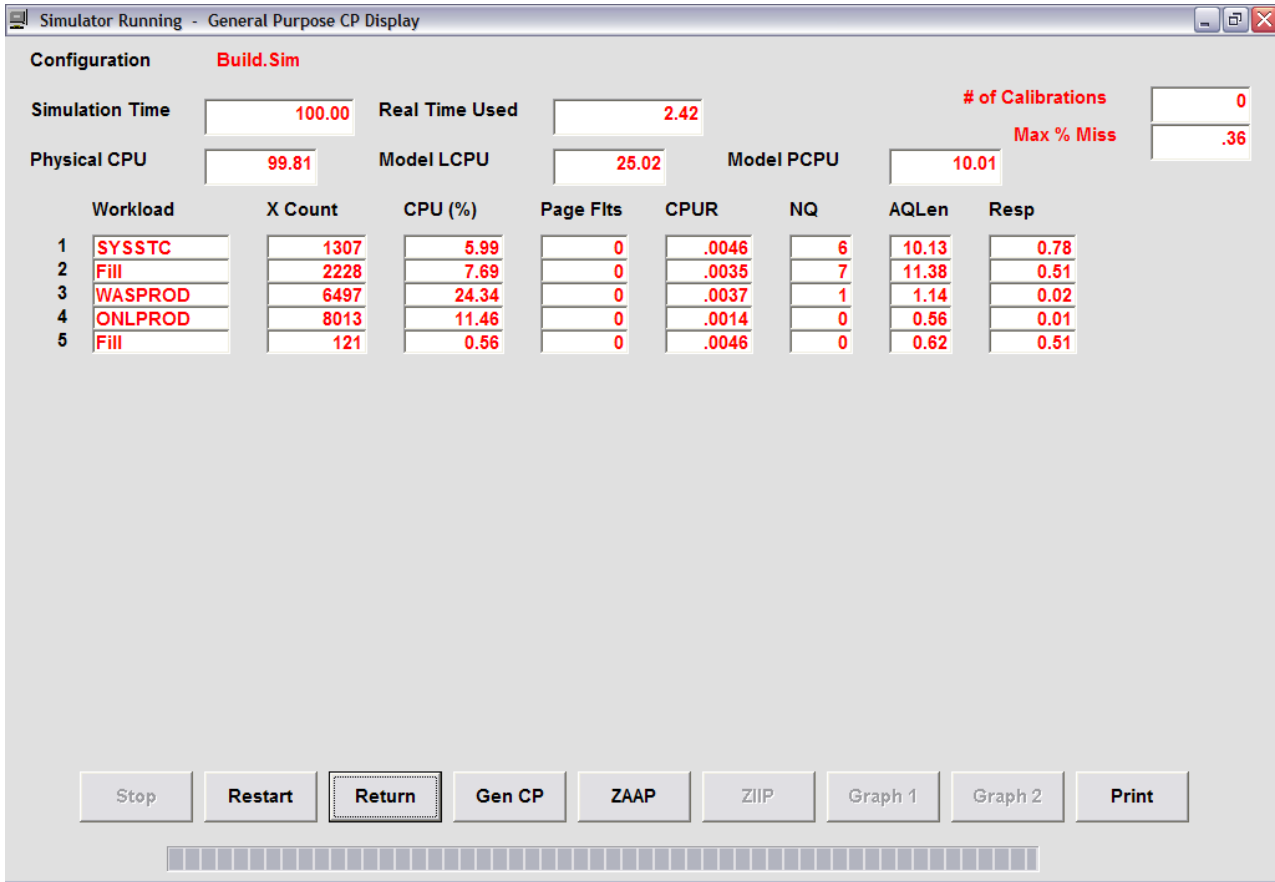 Simulator Running - General Purpose CP Display
Configuration Build.Sim
# of Calibrations 0
Simulation Time 100.00 Real Time Used 2.42
Max % Miss .36
Physical CPU 99.81 Model LCPU 25.02 Model PCPU 10.01
Workload X Count CPU (%) Page Flts CPUR NQ AQLen Resp
1 SYSSTC 1307 5.99 0 .0046 6 10.13 0.78
2 Fill 2228 7.69 0 .0035 7 11.38 0.51
3 WASPROD 6497 24.34 0 .0037 1 1.14 0.02
4 ONLPROD 8013 11.46 0 .0014 0 0.56 0.01
5 Fill 121 0.56 0 .0046 0 0.62 0.51
Stop Restart Return Gen CP ZAAP ZIIP Graph 1 Graph 2 Print